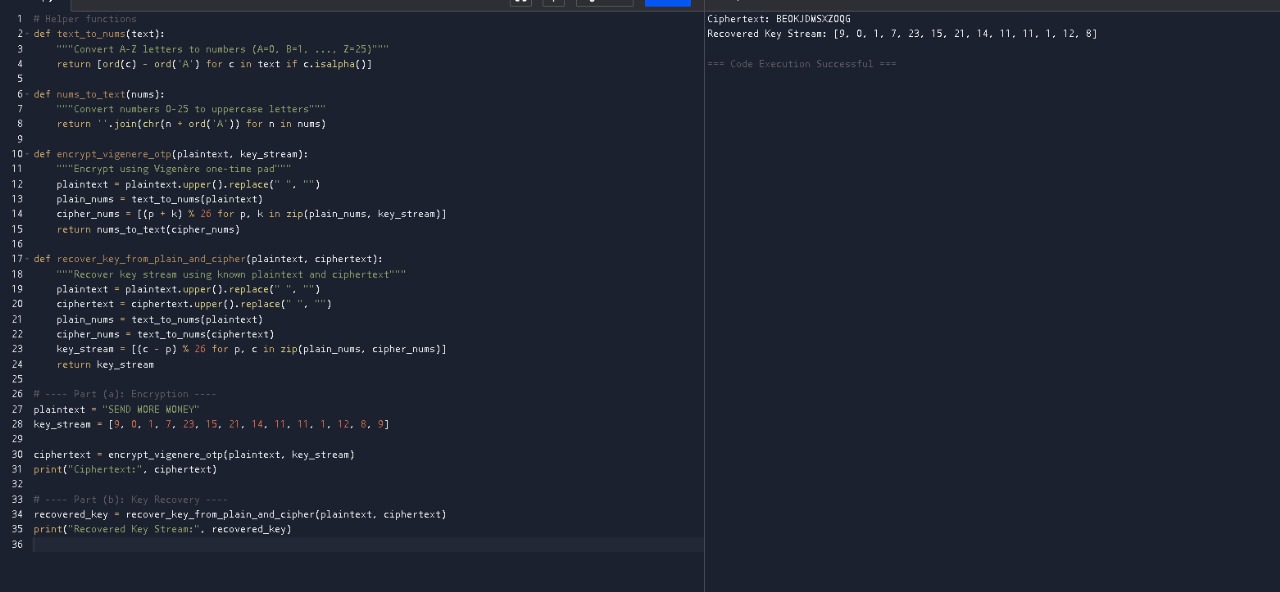 1 # Helper functions
2 def text_to_nums(text):
3 """Convert A-Z letters to numbers (A=0, B=1, ..., Z=25)"""
4 return [ord(c) - ord('A') for c in text if c.isalpha()]
5
6 def nums_to_text(nums):
7 """Convert numbers 0-25 to uppercase letters"""
8 return ''.join(chr(n + ord('A')) for n in nums)
9
10 def encrypt_vigenere_otp(plaintext, key_stream):
11 """Encrypt using Vigenère one-time pad"""
12 plaintext = plaintext.upper().replace(" ", "")
13 plain_nums = text_to_nums(plaintext)
14 cipher_nums = [(p + k) % 26 for p, k in zip(plain_nums, key_stream)]
15 return nums_to_text(cipher_nums)
16
17 def recover_key_from_plain_and_cipher(plaintext, ciphertext):
18 """Recover key stream using known plaintext and ciphertext"""
19 plaintext = plaintext.upper().replace(" ", "")
20 ciphertext = ciphertext.upper().replace(" ", "")
21 plain_nums = text_to_nums(plaintext)
22 cipher_nums = text_to_nums(ciphertext)
23 key_stream = [(c - p) % 26 for p, c in zip(plain_nums, cipher_nums)]
24 return key_stream
25
26 # ---- Part (a): Encryption ----
27 plaintext = "SEND MORE MONEY"
28 key_stream = [9, 0, 1, 7, 23, 15, 21, 14, 11, 11, 1, 12, 8, 9]
29
30 ciphertext = encrypt_vigenere_otp(plaintext, key_stream)
31 print("Ciphertext:", ciphertext)
32
33 # ---- Part (b): Key Recovery ----
34 recovered_key = recover_key_from_plain_and_cipher(plaintext, ciphertext)
35 print("Recovered Key Stream:", recovered_key)
36
Ciphertext: BEOKJDMSXZOQG
Recovered Key Stream: [9, 0, 1, 7, 23, 15, 21, 14, 11, 11, 1, 12, 8]
=== Code Execution Successful ===